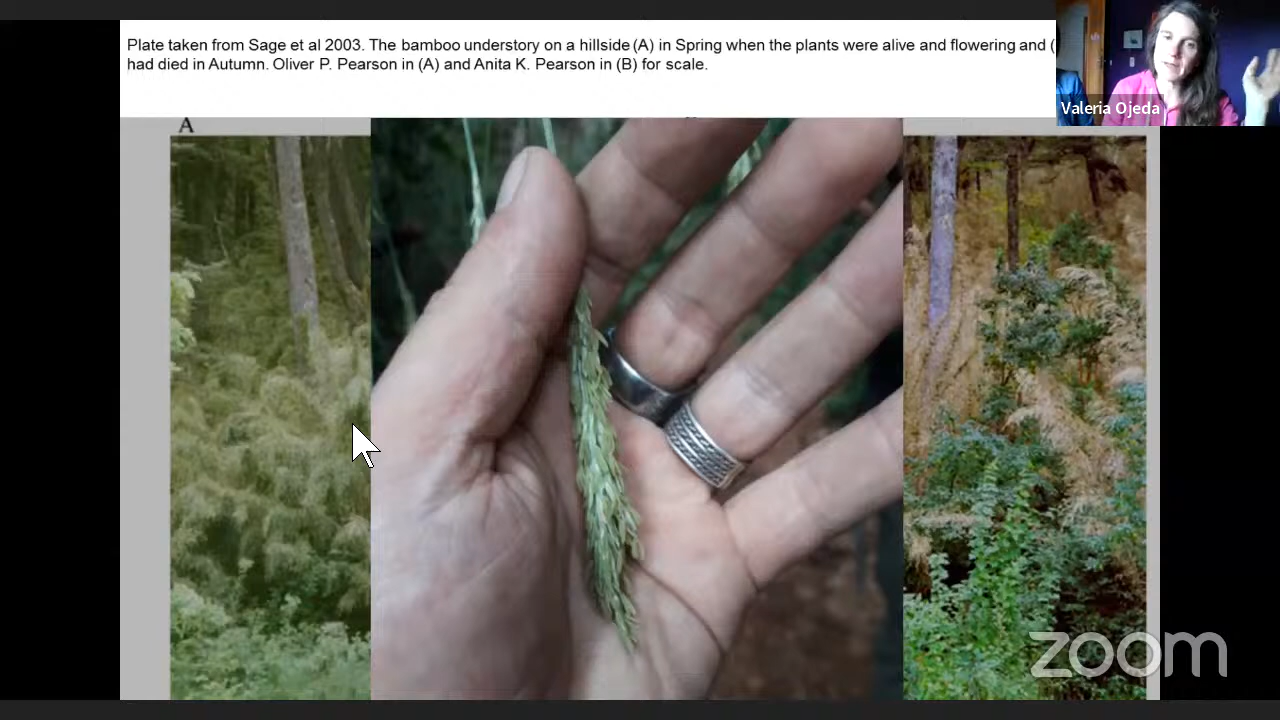 Plate taken from Sage et al 2003. The bamboo understory on a hillside (A) in Spring when the plants were alive and flowering and (
had died in Autumn. Oliver P. Pearson in (A) and Anita K. Pearson in (B) for scale.
Valeria Ojeda
A
zoom